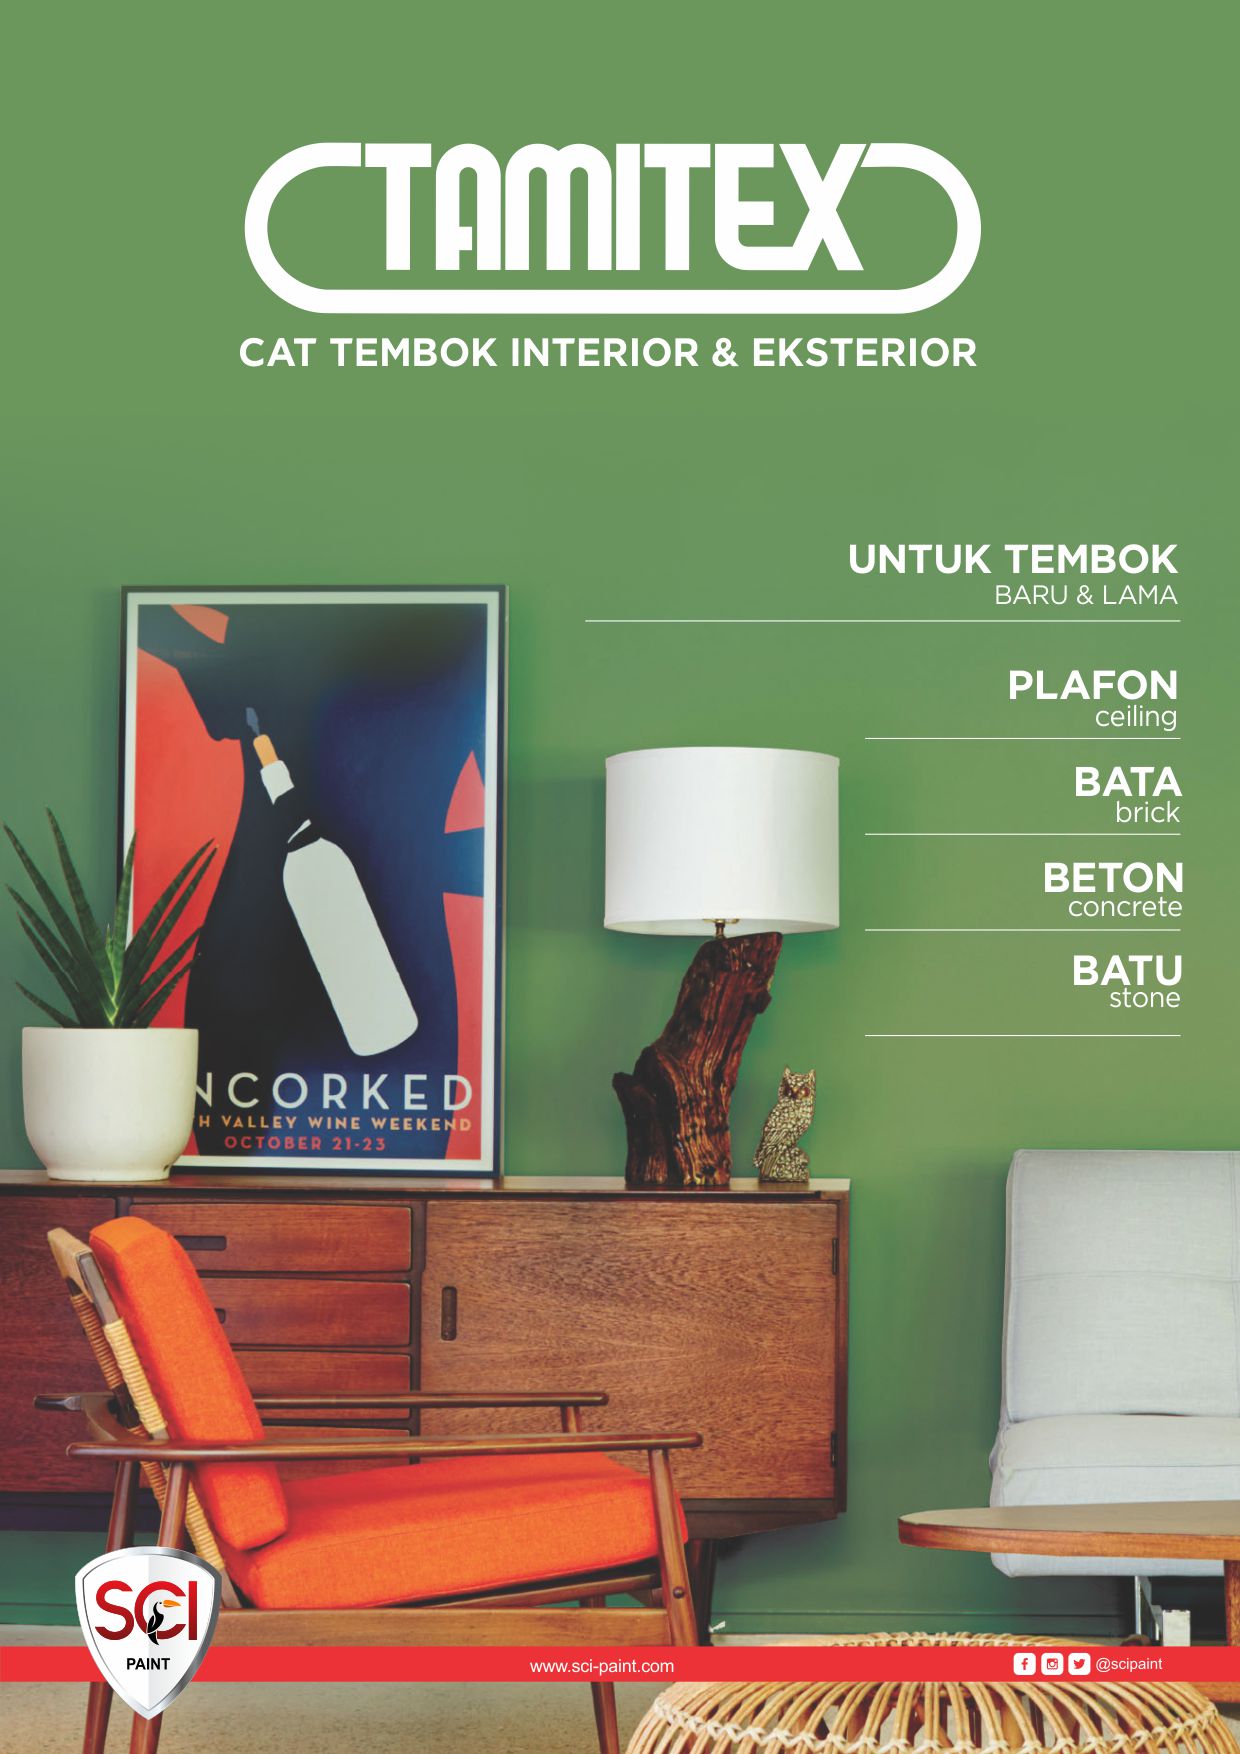 TAMITEX
CAT TEMBOK INTERIOR & EKSTERIOR
UNTUK TEMBOK
BARU & LAMA
PLAFON
ceiling
BATA
brick
BETON
concrete
BATU
stone
NCORKED
H VALLEY WINE WEEKEND
OCTOBER 21-23
SCI
PAINT
www.sci-paint.com
@scipaint